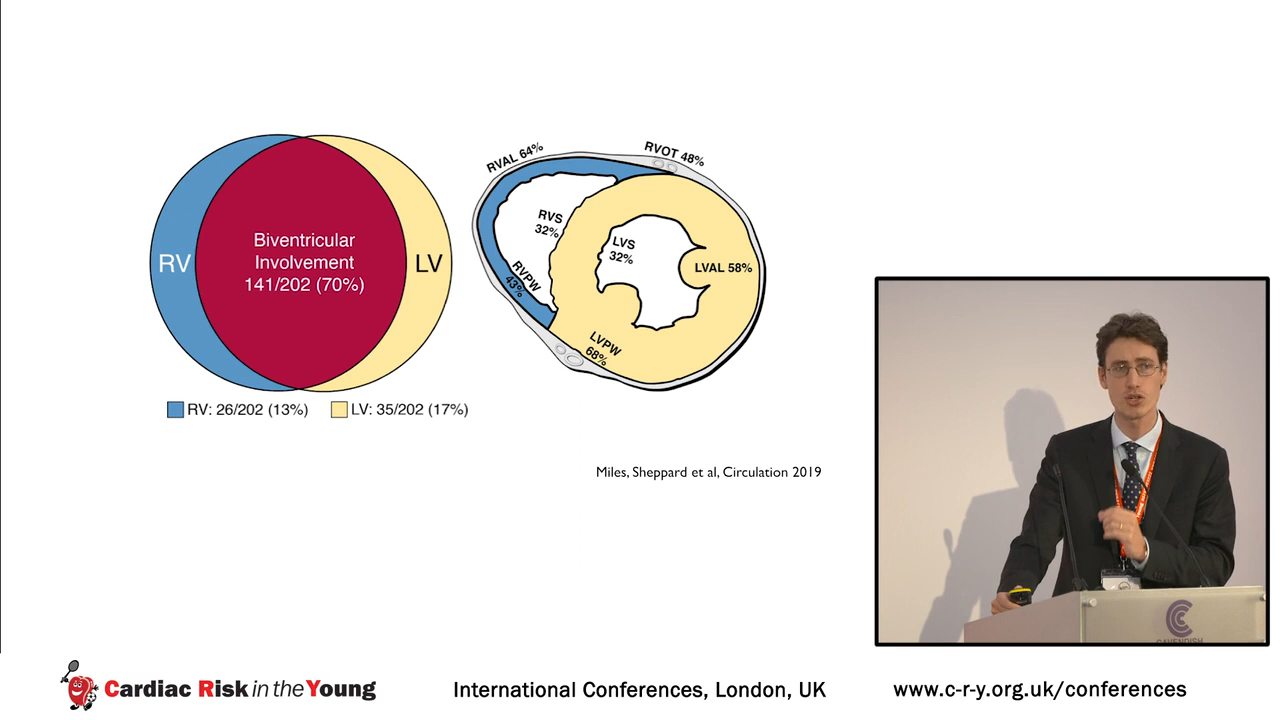 RV
Biventricular
Involvement
141/202 (70%)
LV
RV: 26/202 (13%)
LV: 35/202 (17%)
RVAL 64%
RVOT 48%
RVS
32%
LVS
32%
LVAL 58%
RVPW
43%
LVPW
68%
Miles, Sheppard et al, Circulation 2019
CAVENDISH
Cardiac Risk in the Young
International Conferences, London, UK
www.c-r-y.org.uk/conferences